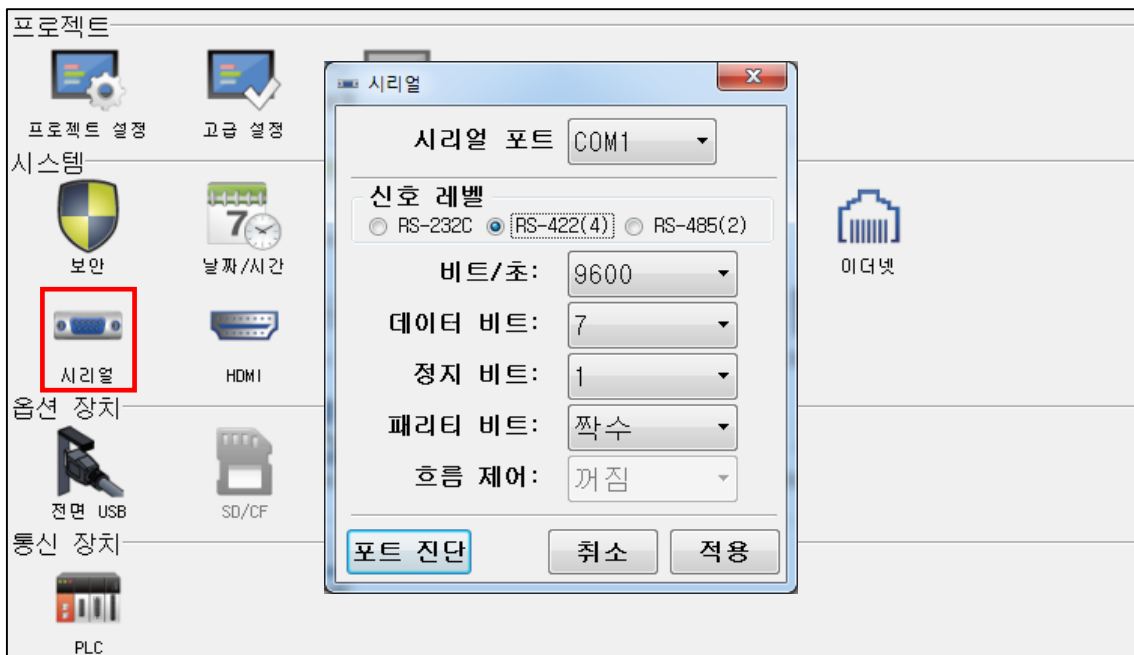 프로젝트
프로젝트 설정
고급 설정
시스템
보안
7
날짜/시간
이더넷
시리얼
HDMI
옵션 장치
전면 USB
SD/CF
통신 장치
PLC
시리얼
시리얼 포트 COM1
신호 레벨
RS-232C RS-422(4) RS-485(2)
비트/초: 9600
데이터 비트: 7
정지 비트: 1
패리티 비트: 짝수
흐름 제어: 꺼짐
포트 진단 취소 적용